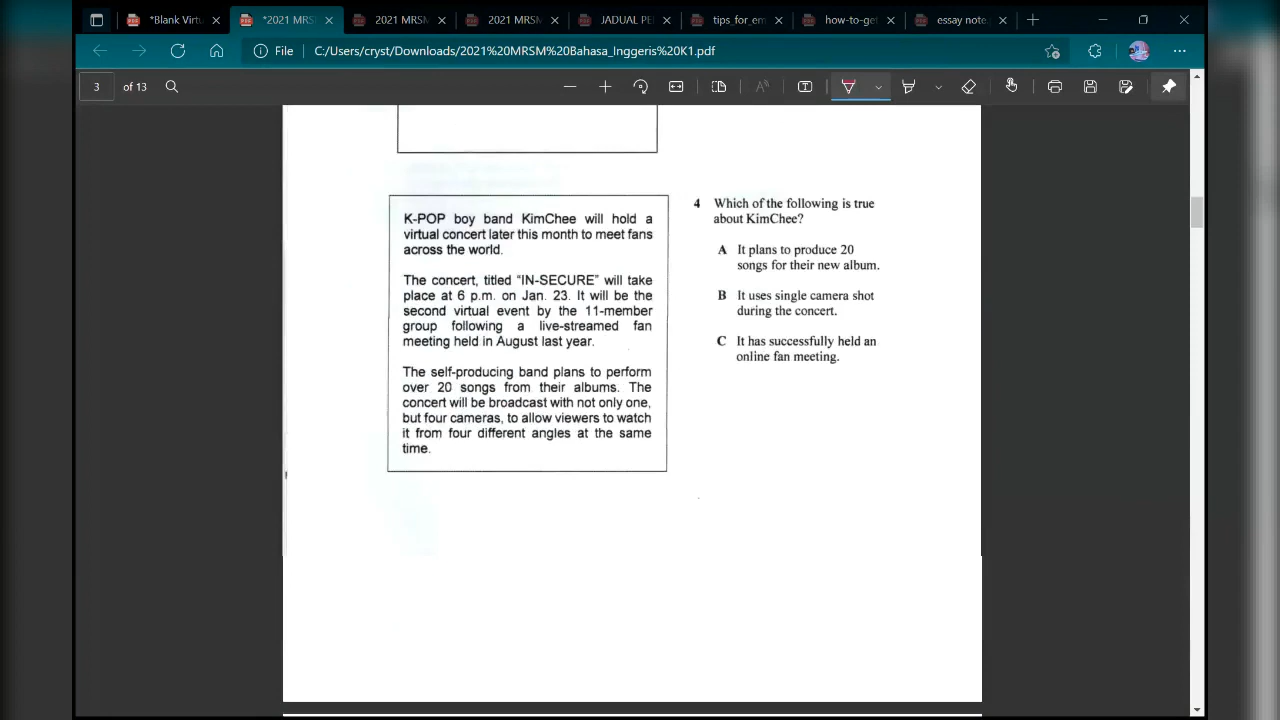 *Blank Virtu
*2021 MRS
2021 MRSM
2021 MRSM
JADUAL PE
tips_for_em
how-to-get
essay note
File
C:/Users/cryst/Downloads/2021%20MRSM%20Bahasa_Inggeris%20K1.pdf
3 of 13
K-POP boy band KimChee will hold a
virtual concert later this month to meet fans
across the world.
The concert, titled "IN-SECURE" will take
place at 6 p.m. on Jan. 23. It will be the
second virtual event by the 11-member
group following a live-streamed fan
meeting held in August last year.
The self-producing band plans to perform
over 20 songs from their albums. The
concert will be broadcast with not only one,
but four cameras, to allow viewers to watch
it from four different angles at the same
time.
4 Which of the following is true
about KimChee?
A It plans to produce 20
songs for their new album.
B It uses single camera shot
during the concert.
C It has successfully held an
online fan meeting.